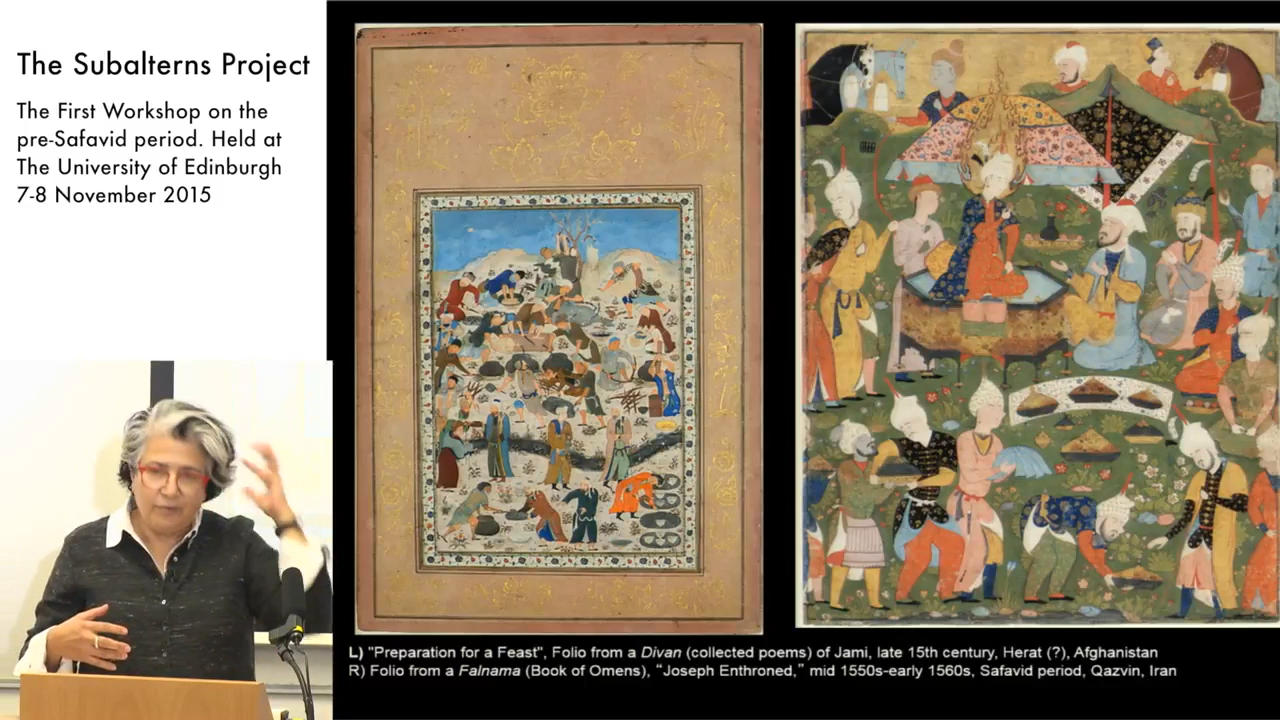 The Subalterns Project
The First Workshop on the
pre-Safavid period. Held at
The University of Edinburgh
7-8 November 2015
L) "Preparation for a Feast", Folio from a Divan (collected poems) of Jami, late 15th century, Herat (?), Afghanistan
R) Folio from a Falnama (Book of Omens), “Joseph Enthroned,” mid 1550s-early 1560s, Safavid period, Qazvin, Iran